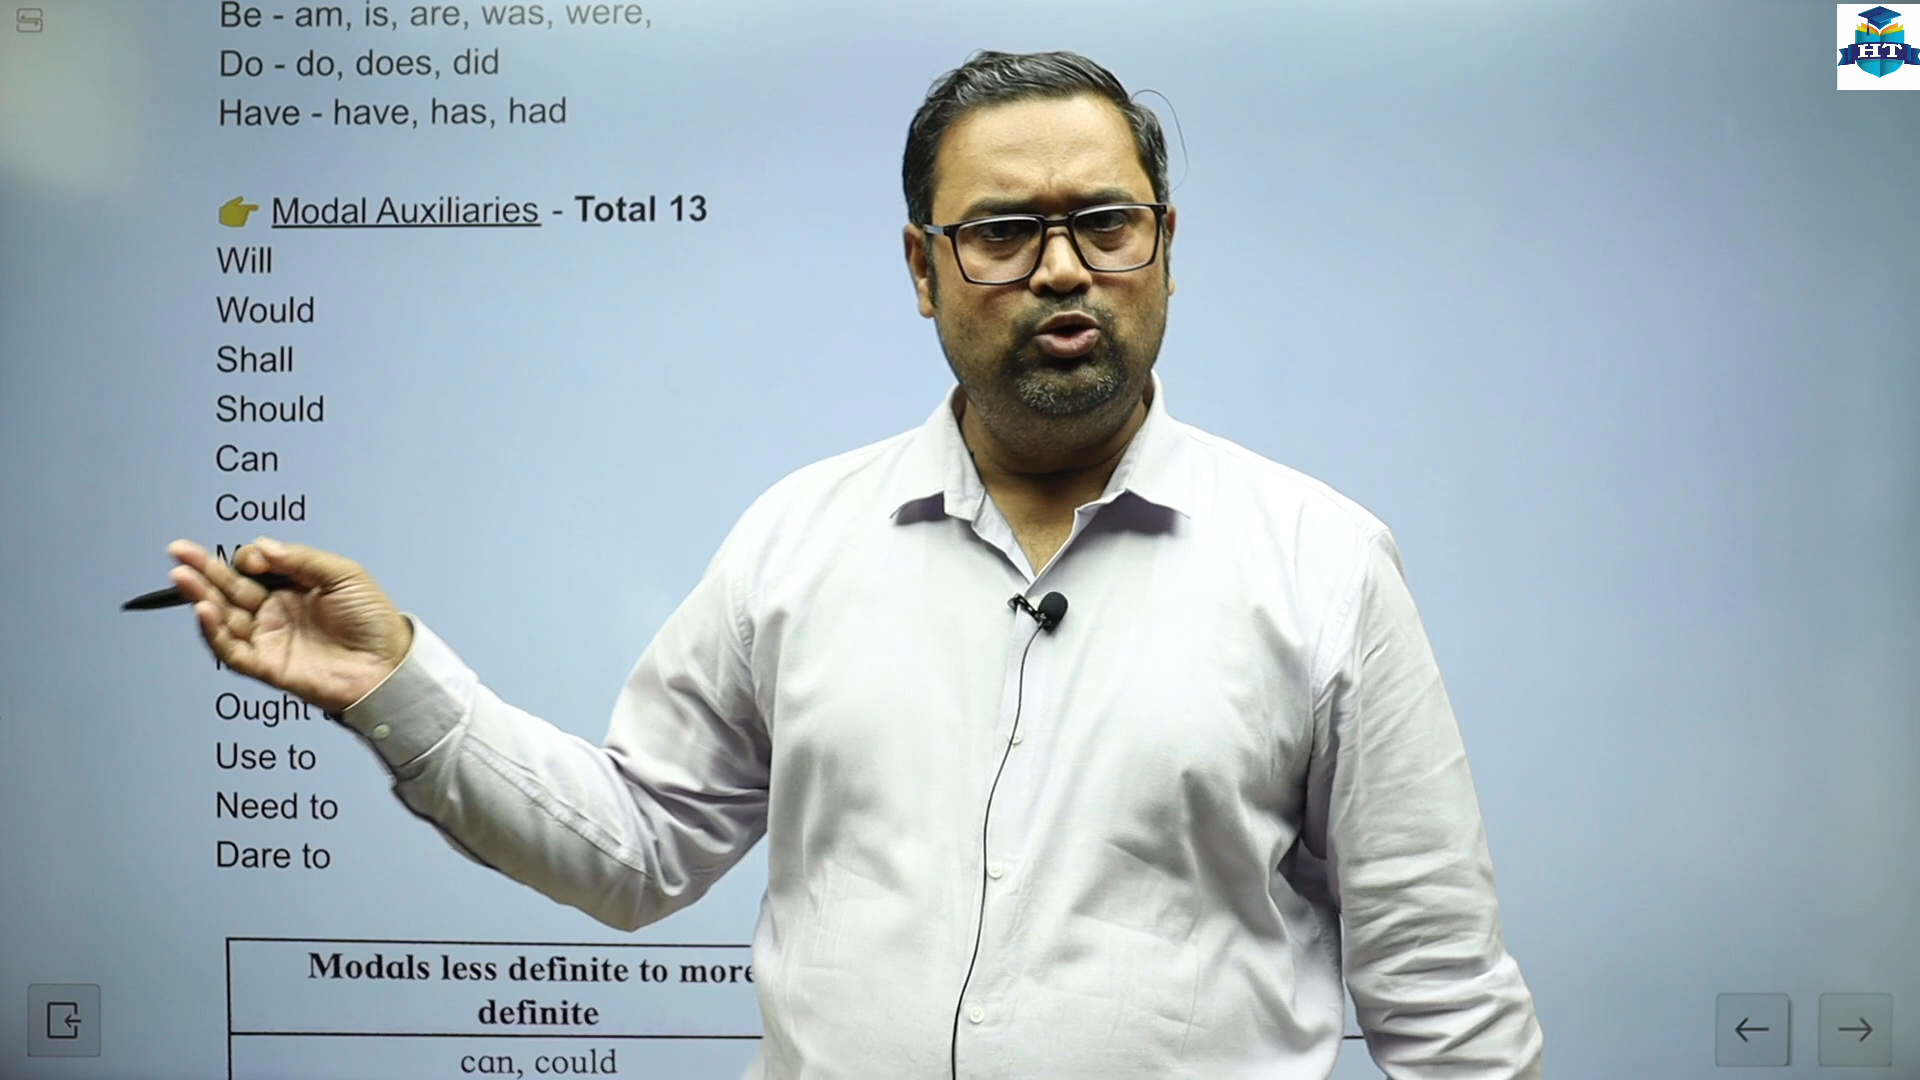 Be - am, is, are, was, were,
Do - do, does, did
Have - have, has, had
HT
👉 Modal Auxiliaries - Total 13
Will
Would
Shall
Should
Can
Could
Ought
Use to
Need to
Dare to
Modals less definite to more
definite
can, could